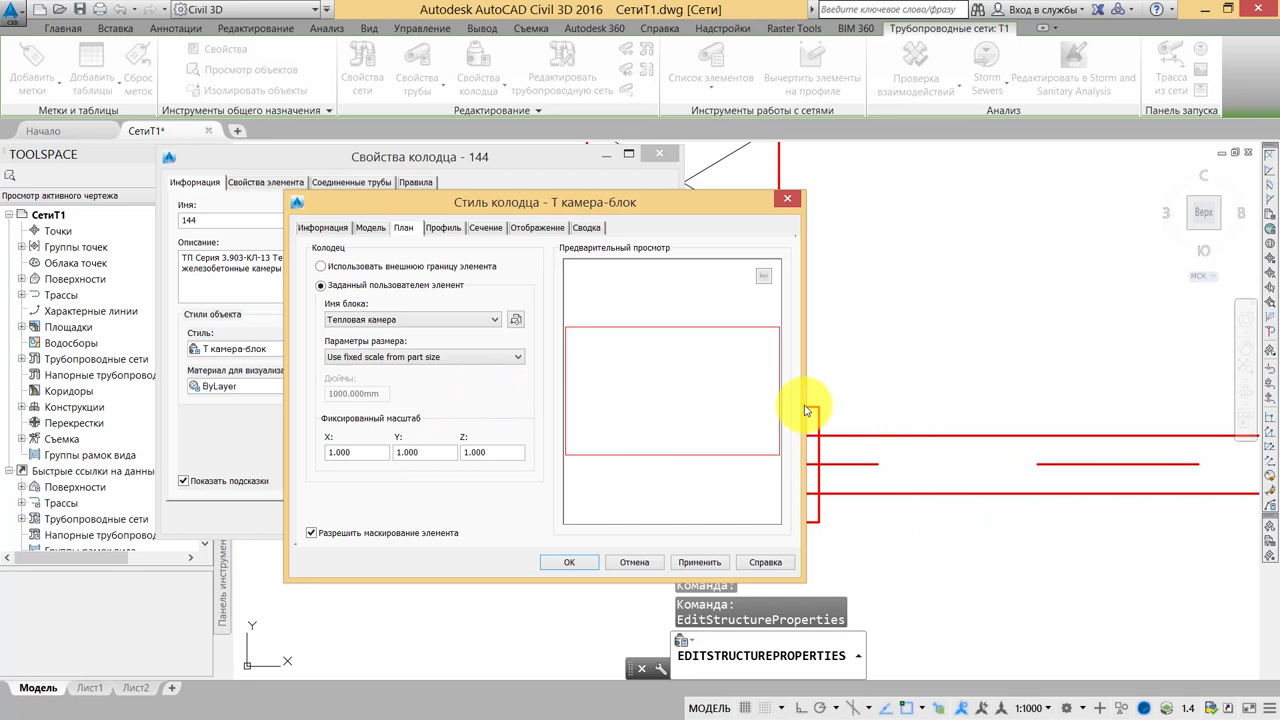 Civil 3D
Autodesk AutoCAD Civil 3D 2016   СетиТ1.dwg [Сети]
Введите ключевое слово/фразу
Вход в службы
Главная Вставка Аннотации Редактирование Анализ Вид Управление Вывод Съемка Autodesk 360 Справка Надстройки Raster Tools BIM 360 Трубопроводные сети: Т1
Добавить метки
Добавить таблицы
Сброс меток
Свойства
Просмотр объектов
Изолировать объекты
Свойства сети
Свойства трубы
Свойства колодца
Редактировать трубопроводную сеть
Список элементов
Вычертить элементы на профиле
Проверка взаимодействий
Storm Sewers
Редактировать в Storm and Sanitary Analysis
Трасса из сети
Метки и таблицы
Инструменты общего назначения
Редактирование
Инструменты работы с сетями
Анализ
Панель запуска
Начало
СетиТ1*
TOOLSPACE
Просмотр активного чертежа
СетиТ1
Точки
Группы точек
Облака точек
Поверхности
Трассы
Характерные линии
Площадки
Водосборы
Трубопроводные сети
Напорные трубопровод
Коридоры
Конструкции
Перекрестки
Съемка
Группы рамок вида
Быстрые ссылки на данны
Поверхности
Трассы
Трубопроводные сети
Напорные трубопровод
Группы рамок вида
Панель инструмен
Свойства колодца - 144
Информация Свойства элемента Соединенные трубы Правила
Имя:
144
Описание:
ТП Серия 3.903-КЛ-13 Те
железобетонные камеры
Стили объекта
Стиль:
Т камера-блок
Материал для визуализа
ByLayer
Показать подсказки
Стиль колодца - Т камера-блок
Информация Модель План Профиль Сечение Отображение Сводка
Колодец
Использовать внешнюю границу элемента
Заданный пользователем элемент
Имя блока:
Тепловая камера
Параметры размера:
Use fixed scale from part size
Дюймы:
1000.000mm
Фиксированный масштаб
X: Y: Z:
1.000 1.000 1.000
Разрешить маскирование элемента
Предварительный просмотр
ОК Отмена Применить Справка
С
З Верх В
Ю
МСК
Y
X
Команда:
Команда:
EditStructureProperties
EDITSTRUCTUREPROPERTIES
Модель Лист1 Лист2
МОДЕЛЬ
1:1000
1.4